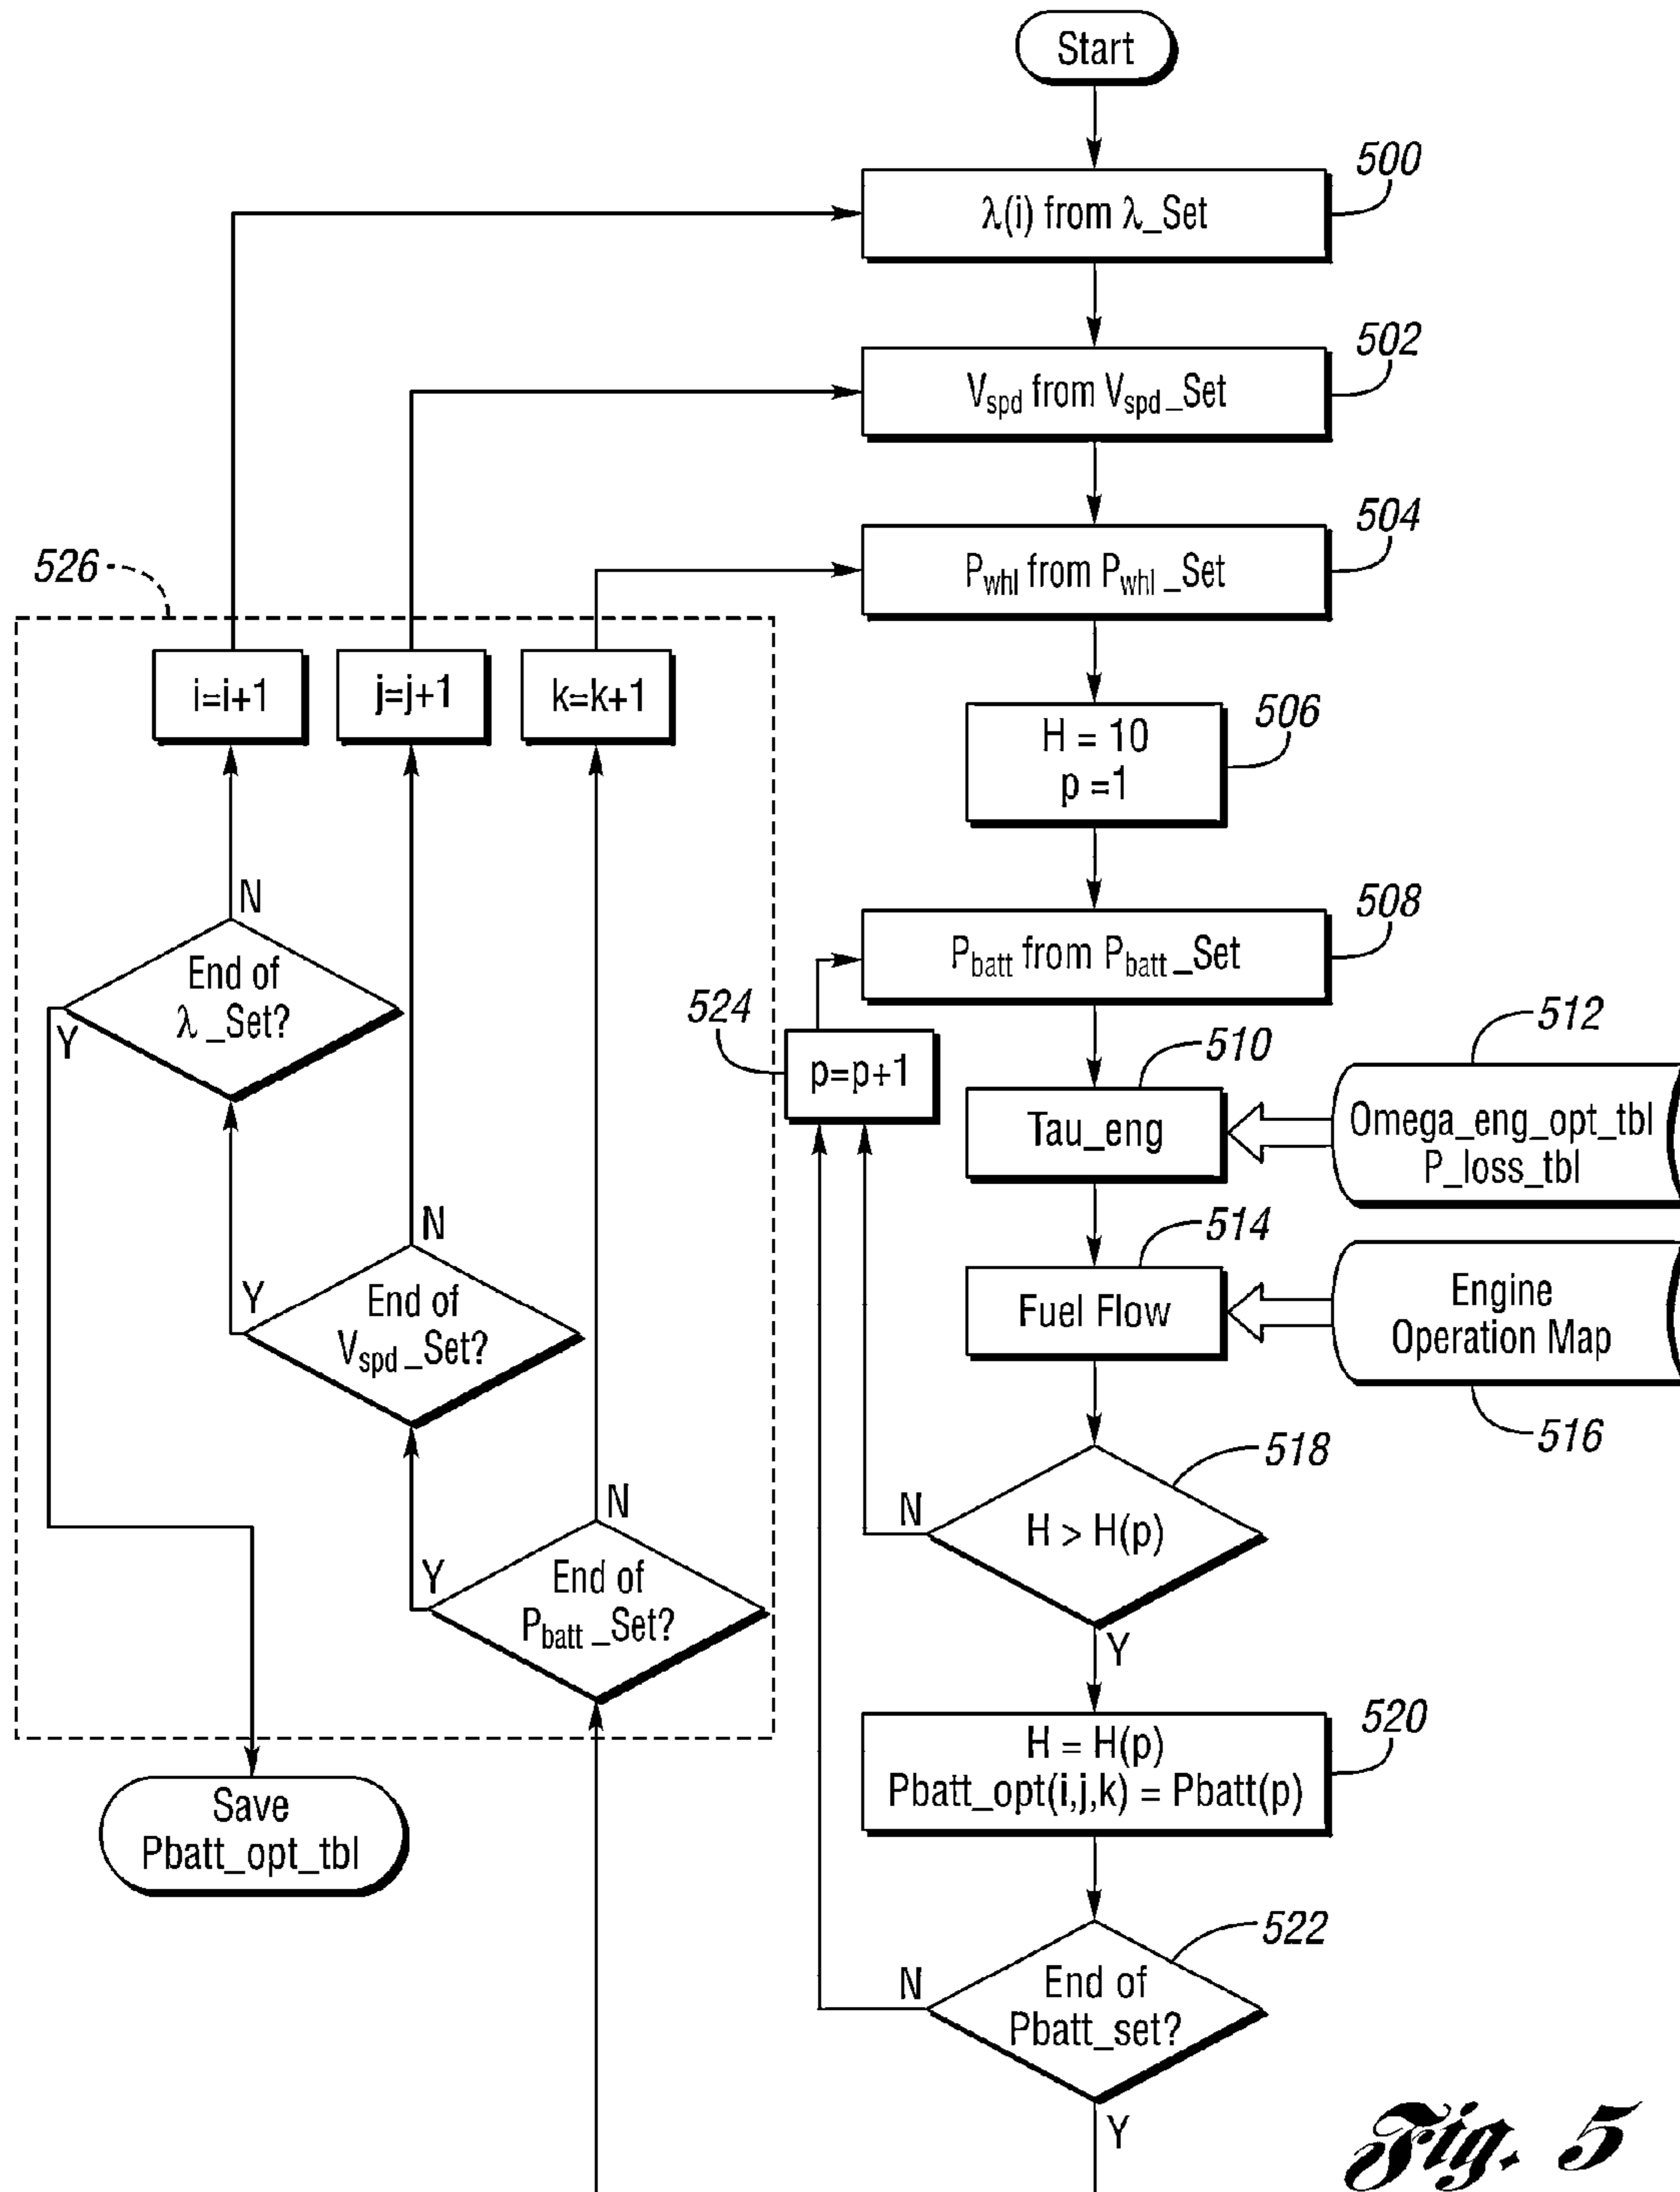 Start
500
λ(i) from λ_Set
502
Vspd from Vspd_Set
504
Pwhl from Pwhl_Set
526
i=i+1
j=j+1
k=k+1
506
H = 10
p =1
508
Pbatt from Pbatt_Set
N
End of
λ_Set?
Y
524
p=p+1
510
Tau_eng
512
Omega_eng_opt_tbl
P_loss_tbl
514
Fuel Flow
Engine
Operation Map
516
N
Y
End of
Vspd_Set?
518
N
H > H(p)
Y
N
Y
End of
Pbatt_Set?
520
H = H(p)
Pbatt_opt(i,j,k) = Pbatt(p)
Save
Pbatt_opt_tbl
522
N
End of
Pbatt_set?
Y
Fig. 5